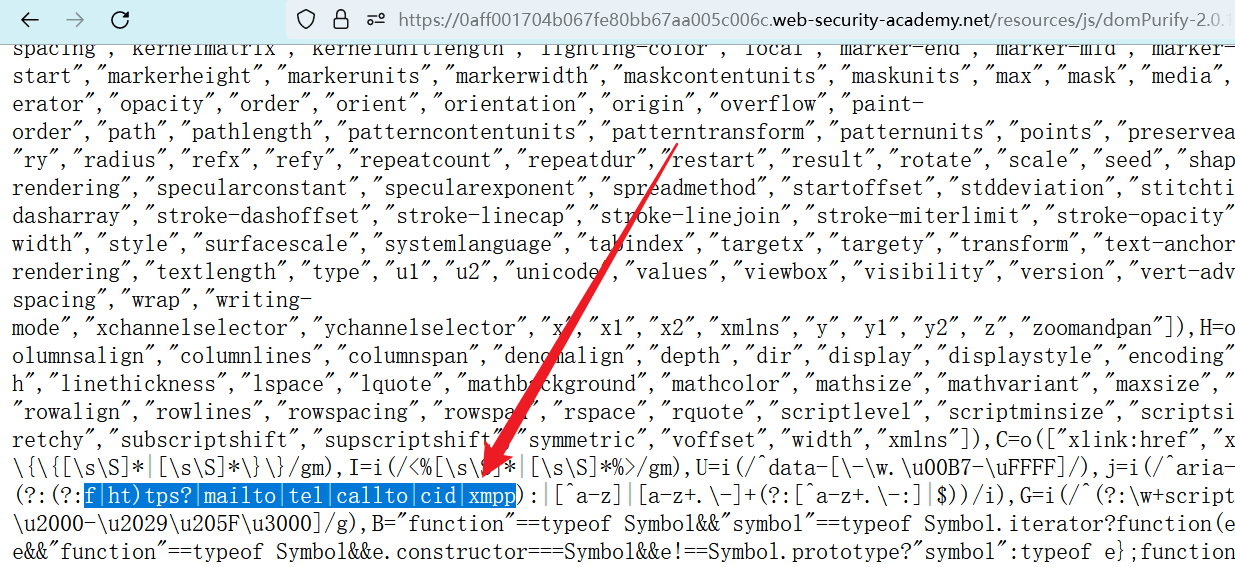 https://0aff001704b067fe80bb67aa005c006c.web-security-academy.net/resources/js/domPurify-2.0.1
spacing","kernelmatrix","kernelunitlength","lighting-color","local","marker-end","marker-mid","marker-
start","markerheight","markerunits","markerwidth","maskcontentunits","maskunits","max","mask","media",
erator","opacity","order","orient","orientation","origin","overflow","paint-
order","path","pathlength","patterncontentunits","patterntransform","patternunits","points","preservea
"ry","radius","refx","refy","repeatcount","repeatdur","restart","result","rotate","scale","seed","shap
rendering","specularconstant","specularexponent","spreadmethod","startoffset","stddeviation","stitchti
dasharray","stroke-dashoffset","stroke-linecap","stroke-linejoin","stroke-miterlimit","stroke-opacity"
width","style","surfacescale","systemlanguage","tabindex","targetx","targety","transform","text-anchor
rendering","textlength","type","u1","u2","unicode","values","viewbox","visibility","version","vert-adv
spacing","wrap","writing-
mode","xchannelselector","ychannelselector","x","x1","x2","xmlns","y","y1","y2","z","zoomandpan"]),H=o
olumnsalign","columnlines","columnspan","denomalign","depth","dir","display","displaystyle","encoding"
h","linethickness","lspace","lquote","mathbackground","mathcolor","mathsize","mathvariant","maxsize","
"rowalign","rowlines","rowspacing","rowspan","rspace","rquote","scriptlevel","scriptminsize","scriptsi
retchy","subscriptshift","supscriptshift","symmetric","voffset","width","xmlns"]),C=o(["xlink:href","x
\{\{[\s\S]*|[\s\S]*\}\}/gm),I=i(/<%[\s\S]*|[\s\S]*%>/gm),U=i(/^data-[\-\w.\u00B7-\uFFFF]/),j=i(/^aria-
(?:(?:f|ht)tps?|mailto|tel|callto|cid|xmpp):|[^a-z]|[a-z+.\-]+(?:[^a-z+.\-:]|$))/i),G=i(/^(?:\w+script
\u2000-\u2029\u205F\u3000]/g),B="function"==typeof Symbol&&"symbol"==typeof Symbol.iterator?function(e
e&&"function"==typeof Symbol&&e.constructor===Symbol&&e!==Symbol.prototype?"symbol":typeof e};function